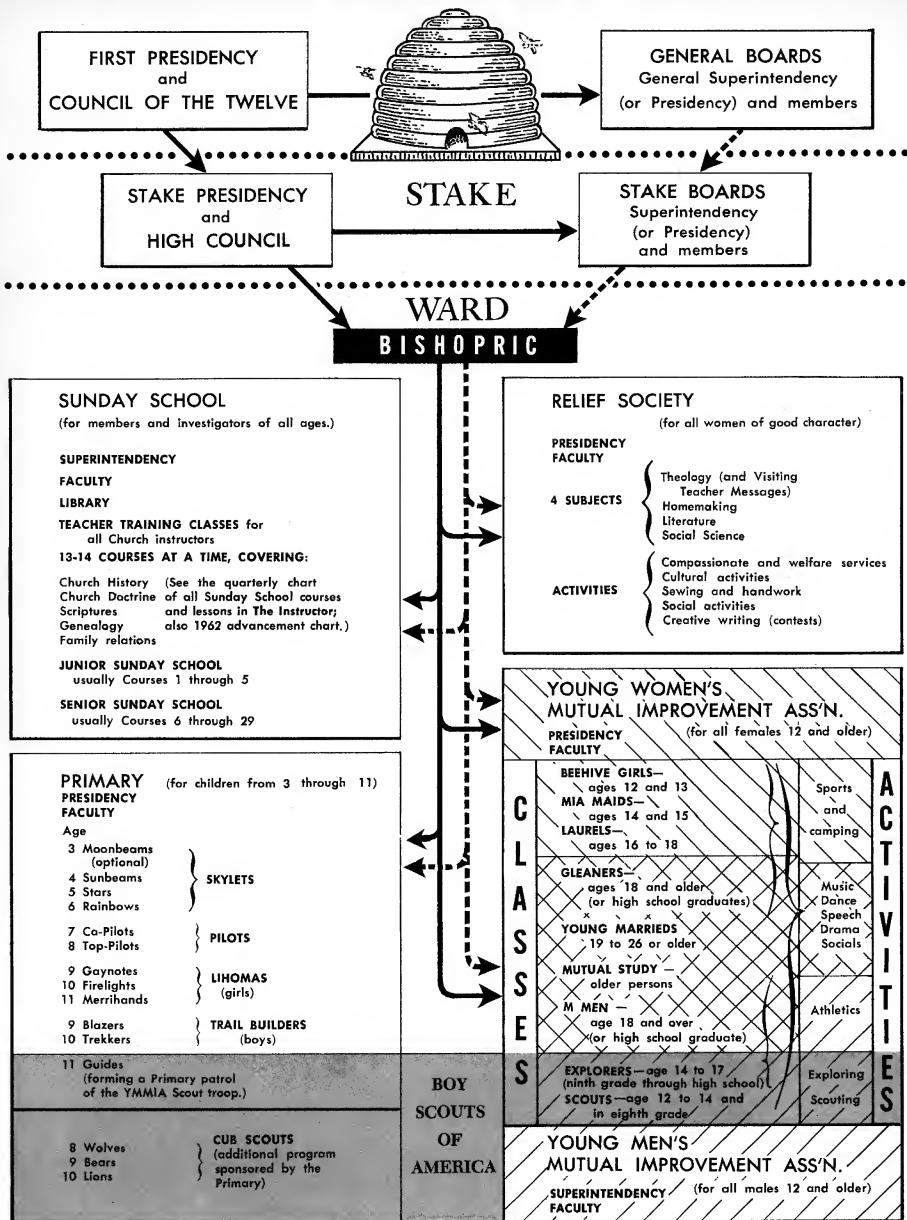 FIRST PRESIDENCY
and
COUNCIL OF THE TWELVE
GENERAL BOARDS
General Superintendency
(or Presidency) and members
STAKE PRESIDENCY
and
HIGH COUNCIL
STAKE
STAKE BOARDS
Superintendency
(or Presidency)
and members
WARD
BISHOPRIC
SUNDAY SCHOOL
(for members and investigators of all ages.)
SUPERINTENDENCY
FACULTY
LIBRARY
TEACHER TRAINING CLASSES for
all Church instructors
13-14 COURSES AT A TIME, COVERING:
Church History (See the quarterly chart
Church Doctrine of all Sunday School courses
Scriptures and lessons in The Instructor;
Genealogy also 1962 advancement chart.)
Family relations
JUNIOR SUNDAY SCHOOL
usually Courses 1 through 5
SENIOR SUNDAY SCHOOL
usually Courses 6 through 29
RELIEF SOCIETY
(for all women of good character)
PRESIDENCY
FACULTY
4 SUBJECTS
Theology (and Visiting
Teacher Messages)
Homemaking
Literature
Social Science
ACTIVITIES
Compassionate and welfare services
Cultural activities
Sewing and handwork
Social activities
Creative writing (contests)
PRIMARY (for children from 3 through 11)
PRESIDENCY
FACULTY
Age
3 Moonbeams
(optional)
4 Sunbeams
5 Stars
6 Rainbows
SKYLETS
7 Co-Pilots
8 Top-Pilots
PILOTS
9 Gaynotes
10 Firelights
11 Merrihands
LIHOMAS
(girls)
9 Blazers
10 Trekkers
TRAIL BUILDERS
(boys)
11 Guides
(forming a Primary patrol
of the YMMIA Scout troop.)
8 Wolves
9 Bears
10 Lions
CUB SCOUTS
(additional program
sponsored by the
Primary)
BOY
SCOUTS
OF
AMERICA
YOUNG WOMEN'S
MUTUAL IMPROVEMENT ASS'N.
(for all females 12 and older)
PRESIDENCY
FACULTY
CLASSES
BEEHIVE GIRLS—
ages 12 and 13
MIA MAIDS—
ages 14 and 15
LAURELS—
ages 16 to 18
GLEANERS—
ages 18 and older
(or high school graduates)
YOUNG MARRIEDS
19 to 26 or older
MUTUAL STUDY —
older persons
M MEN —
age 18 and over
(or high school graduate)
EXPLORERS—age 14 to 17
(ninth grade through high school)
SCOUTS—age 12 to 14 and
in eighth grade
Sports
and
camping
Music
Dance
Speech
Drama
Socials
Athletics
Exploring
Scouting
ACTIVITIES
YOUNG MEN'S
MUTUAL IMPROVEMENT ASS'N.
SUPERINTENDENCY (for all males 12 and older)
FACULTY